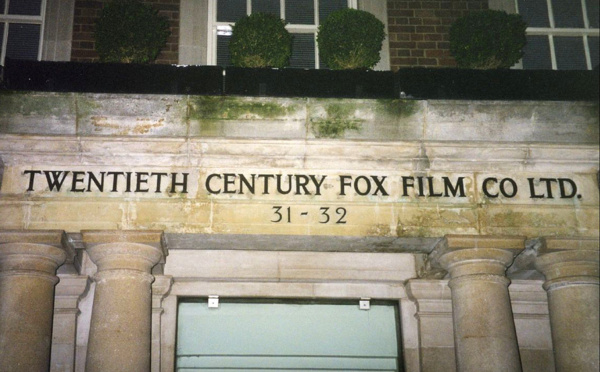 TWENTIETH CENTURY FOX FILM CO LTD.
31 - 32